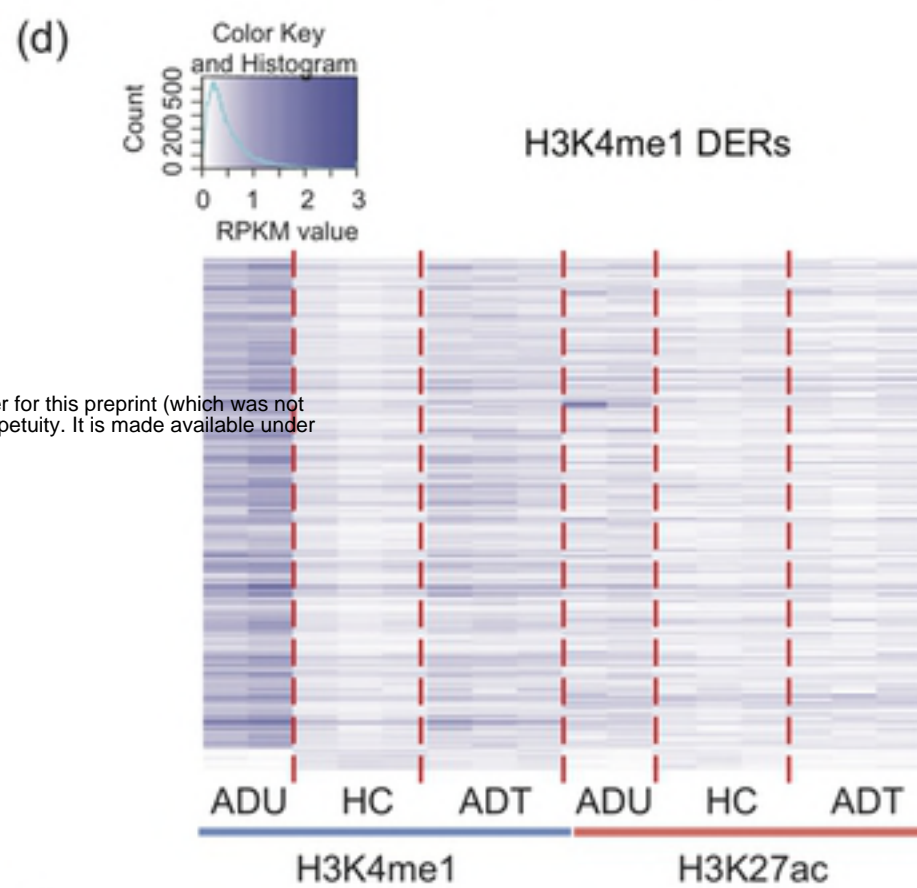 (d)
Color Key
and Histogram
Count
0 200 500
0 1 2 3
RPKM value
H3K4me1 DERs
er for this preprint (which was not
petuity. It is made available under
ADU HC ADT ADU HC ADT
H3K4me1 H3K27ac